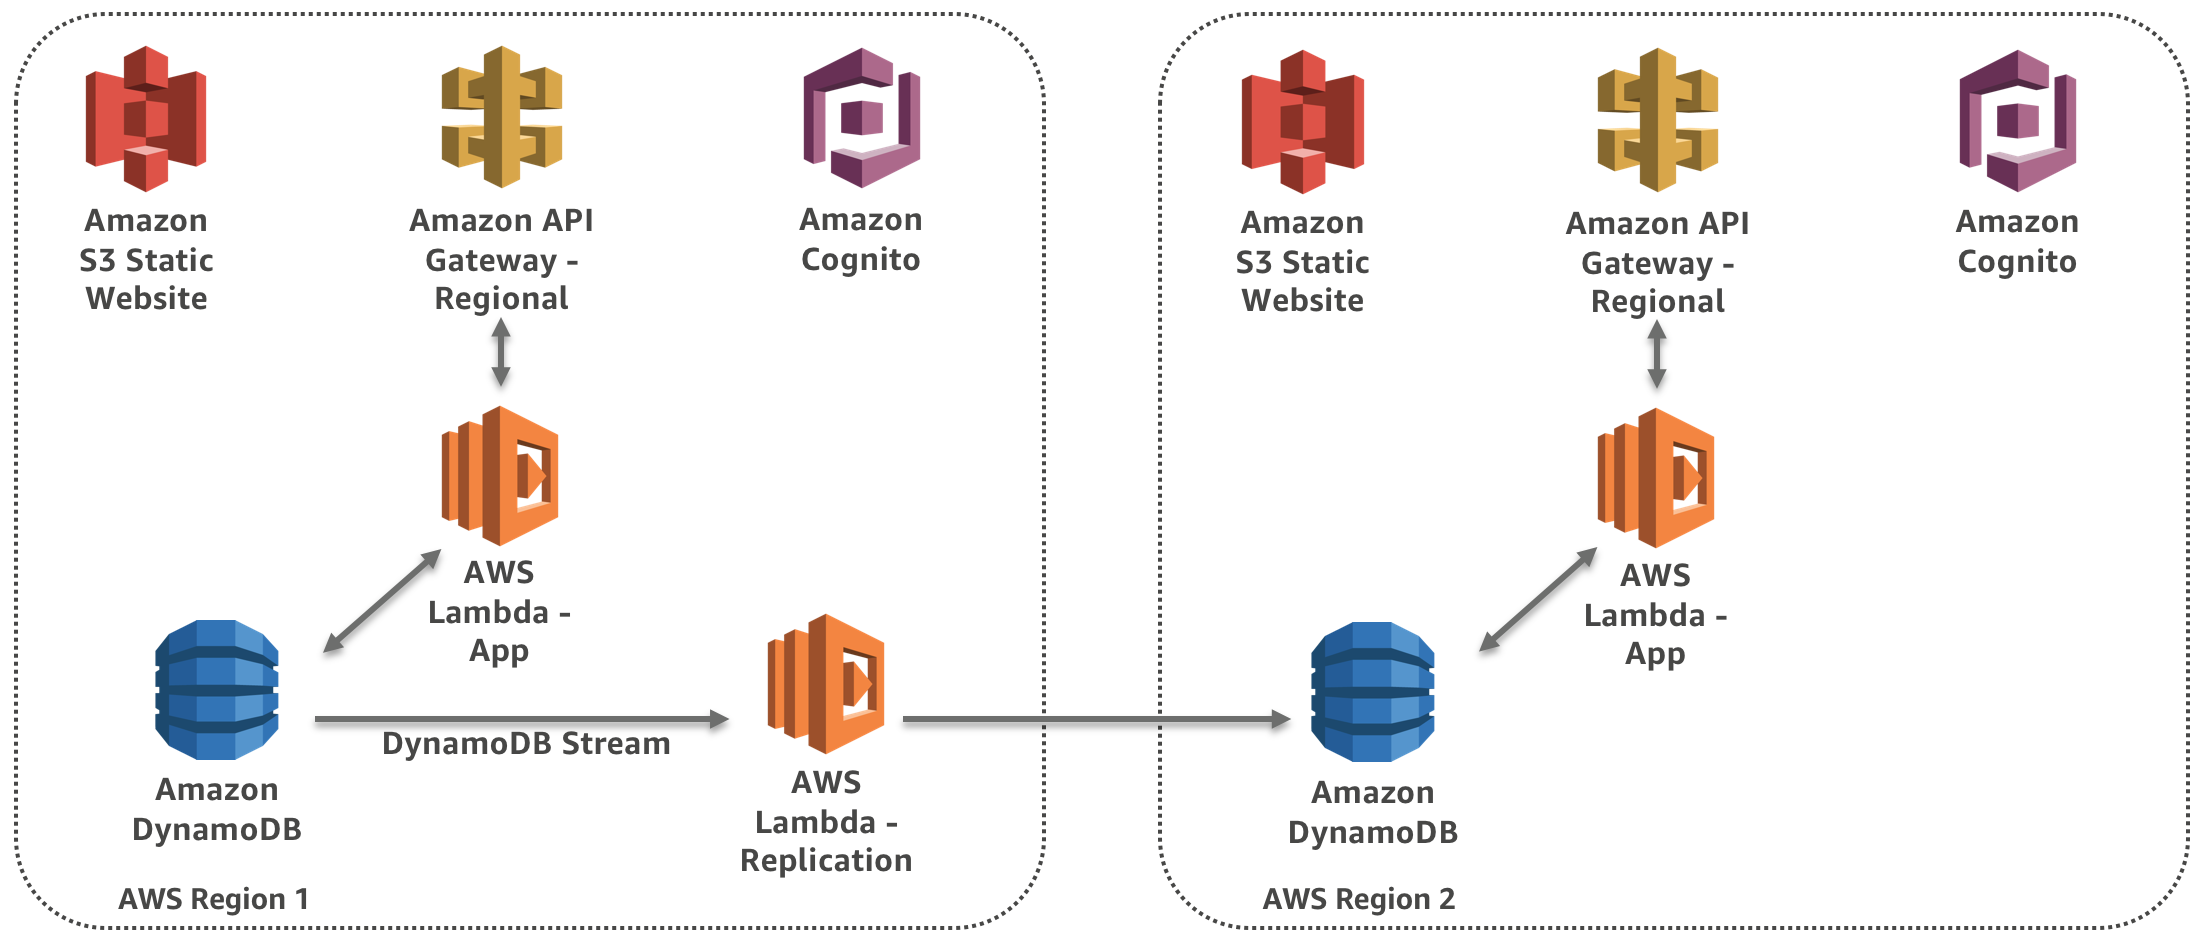 Amazon
S3 Static
Website
Amazon API
Gateway -
Regional
Amazon
Cognito
AWS
Lambda -
App
Amazon
DynamoDB
DynamoDB Stream
AWS
Lambda -
Replication
AWS Region 1
Amazon
S3 Static
Website
Amazon API
Gateway -
Regional
Amazon
Cognito
AWS
Lambda -
App
Amazon
DynamoDB
AWS Region 2